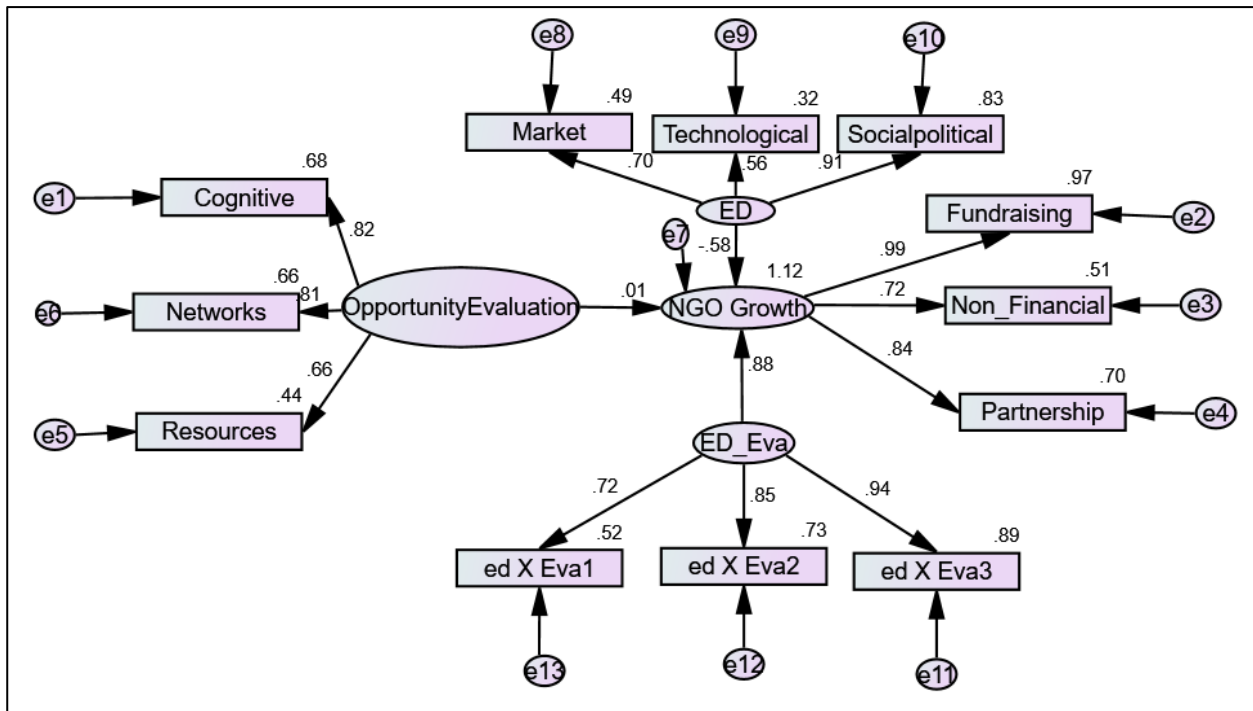 e8
e9
e10
.49
.32
.83
Market
Technological
Socialpolitical
.70
.56
.91
.68
e1
Cognitive
.82
ED
.97
Fundraising
e2
e7
-.58
.99
1.12
.66
.81
e6
Networks
OpportunityEvaluation
.01
NGO Growth
.72
.51
Non_Financial
e3
.66
.44
e5
Resources
.88
.84
.70
Partnership
e4
ED_Eva
.72
.85
.94
.52
.73
.89
ed X Eva1
ed X Eva2
ed X Eva3
e13
e12
e11